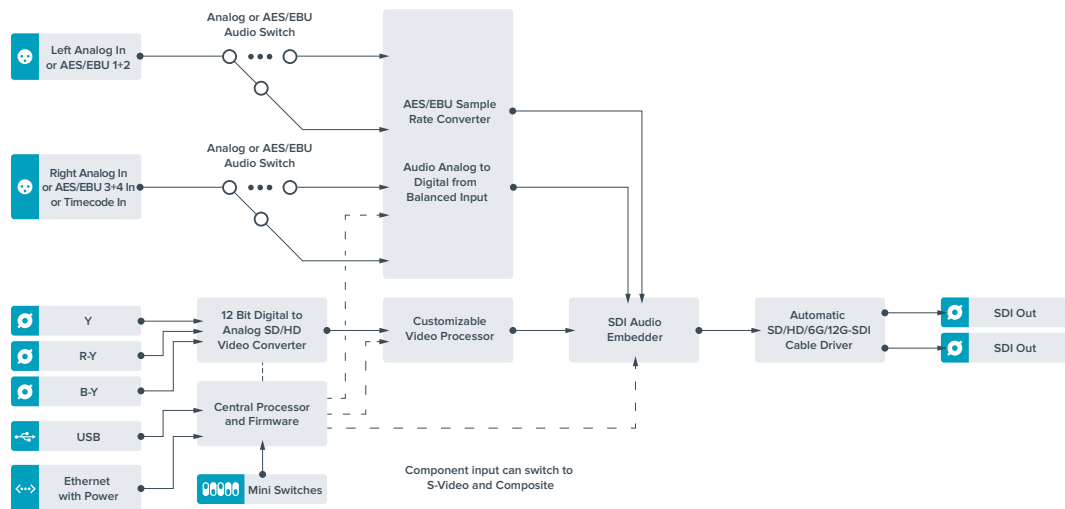 Analog or AES/EBU
Audio Switch
Left Analog In
or AES/EBU 1+2
AES/EBU Sample
Rate Converter
Analog or AES/EBU
Audio Switch
Right Analog In
or AES/EBU 3+4 In
or Timecode In
Audio Analog to
Digital from
Balanced Input
Y
R-Y
B-Y
12 Bit Digital to
Analog SD/HD
Video Converter
Customizable
Video Processor
SDI Audio
Embedder
Automatic
SD/HD/6G/12G-SDI
Cable Driver
SDI Out
SDI Out
USB
Central Processor
and Firmware
Ethernet
with Power
Mini Switches
Component input can switch to
S-Video and Composite